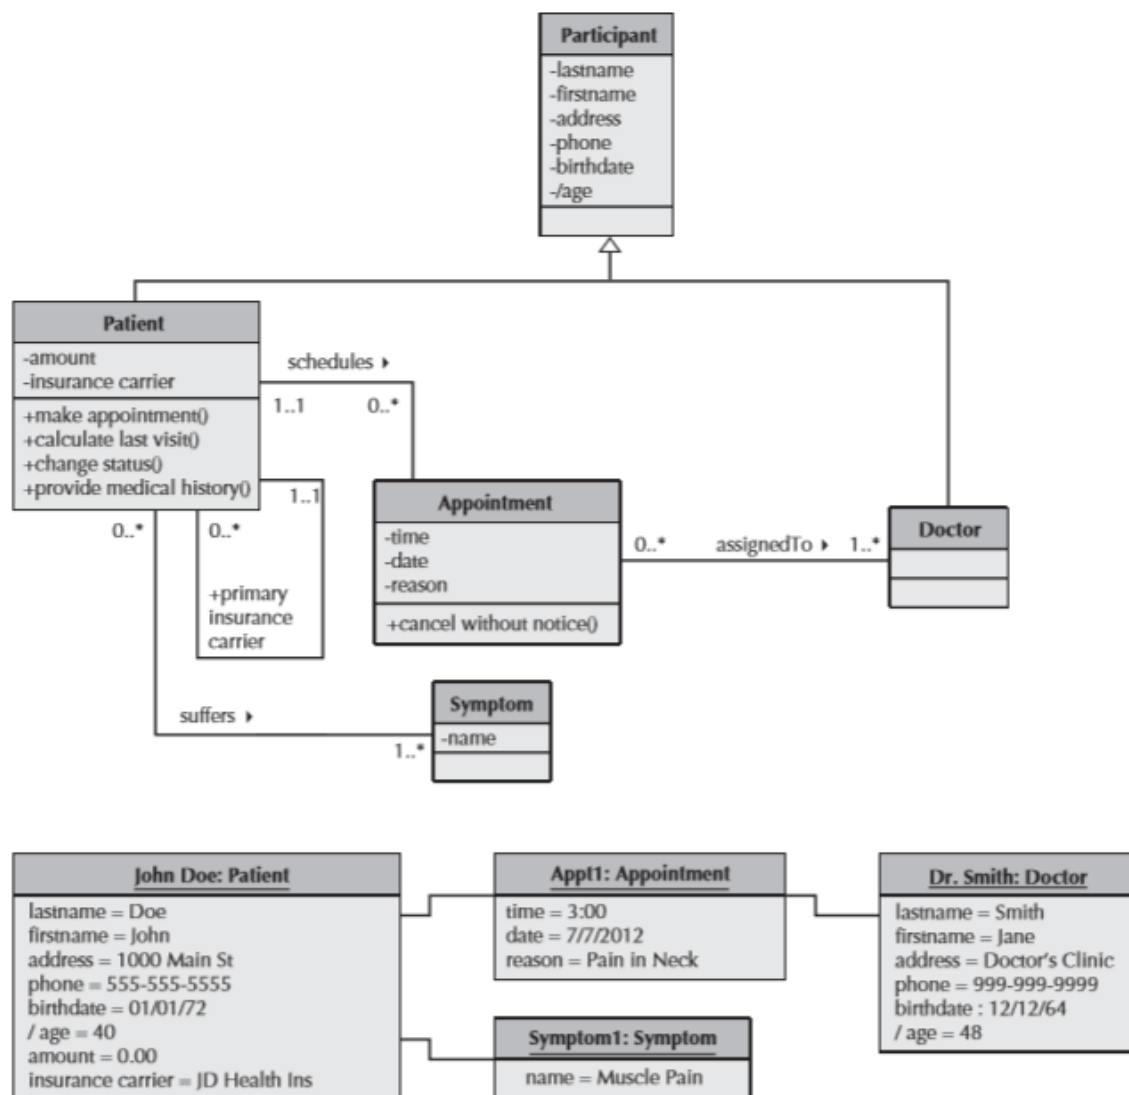 Participant
-lastname
-firstname
-address
-phone
-birthdate
-/age
Patient
-amount
-insurance carrier
+make appointment()
+calculate last visit()
+change status()
+provide medical history()
schedules ▸
1..1
0..*
1..1
0..*
0..*
+primary
insurance
carrier
Appointment
-time
-date
-reason
+cancel without notice()
0..*
assignedTo ▸
1..*
Doctor
suffers ▸
1..*
Symptom
-name
John Doe: Patient
lastname = Doe
firstname = John
address = 1000 Main St
phone = 555-555-5555
birthdate = 01/01/72
/ age = 40
amount = 0.00
insurance carrier = JD Health Ins
Appt1: Appointment
time = 3:00
date = 7/7/2012
reason = Pain in Neck
Symptom1: Symptom
name = Muscle Pain
Dr. Smith: Doctor
lastname = Smith
firstname = Jane
address = Doctor's Clinic
phone = 999-999-9999
birthdate : 12/12/64
/ age = 48